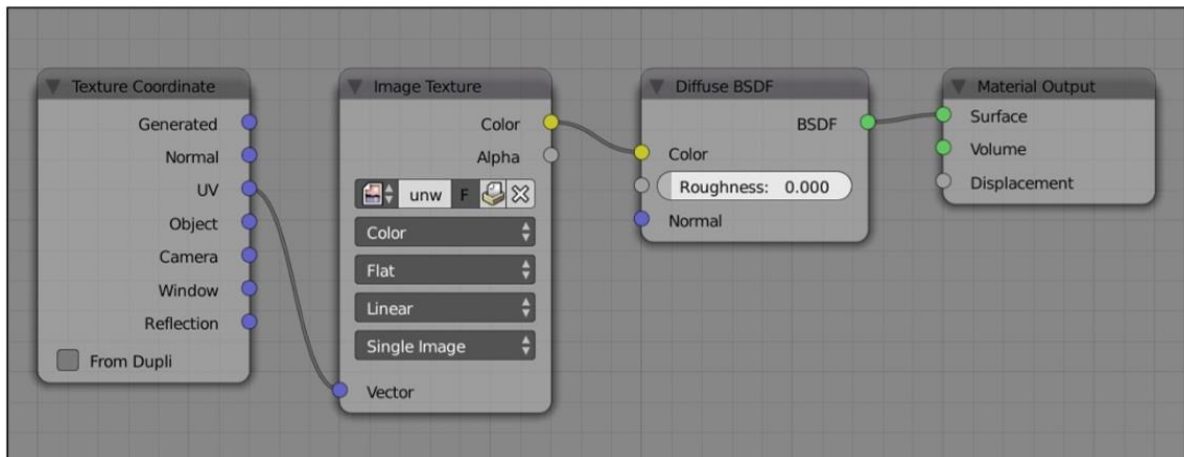 Texture Coordinate
Generated
Normal
UV
Object
Camera
Window
Reflection
From Dupli
Image Texture
Color
Alpha
unw F
Color
Flat
Linear
Single Image
Vector
Diffuse BSDF
BSDF
Color
Roughness: 0.000
Normal
Material Output
Surface
Volume
Displacement